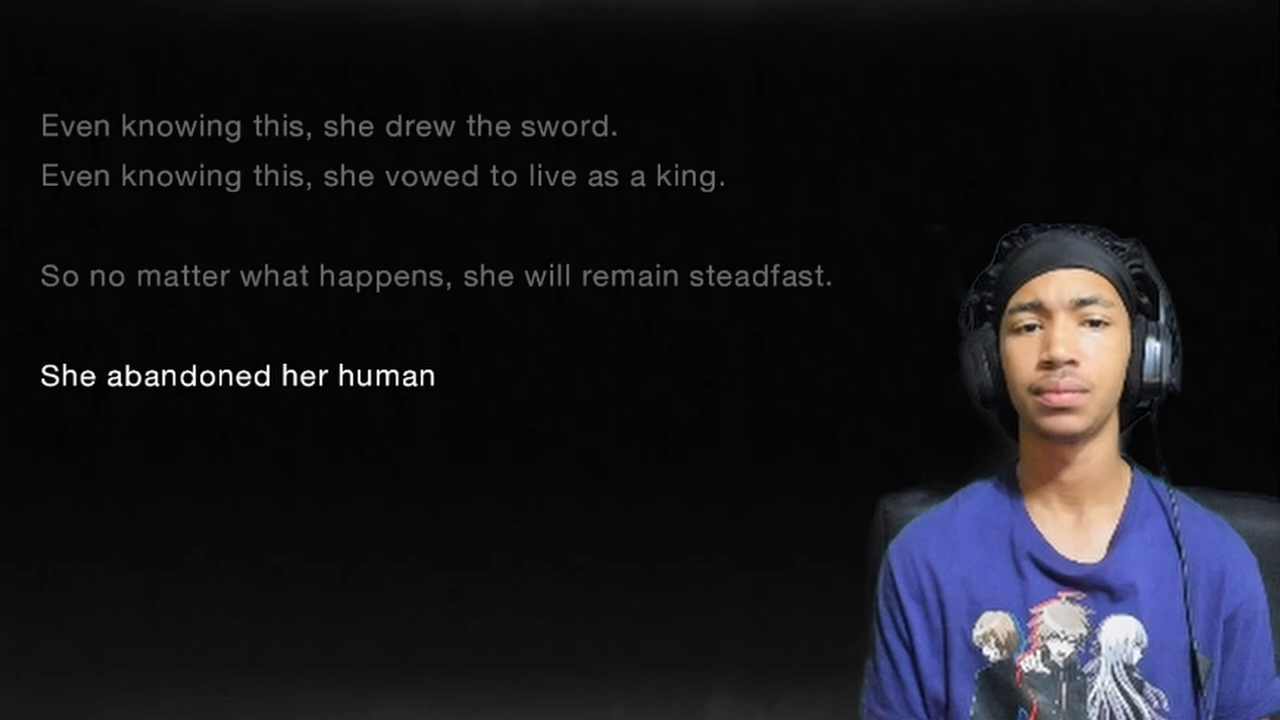 Even knowing this, she drew the sword.
Even knowing this, she vowed to live as a king.
So no matter what happens, she will remain steadfast.
She abandoned her human